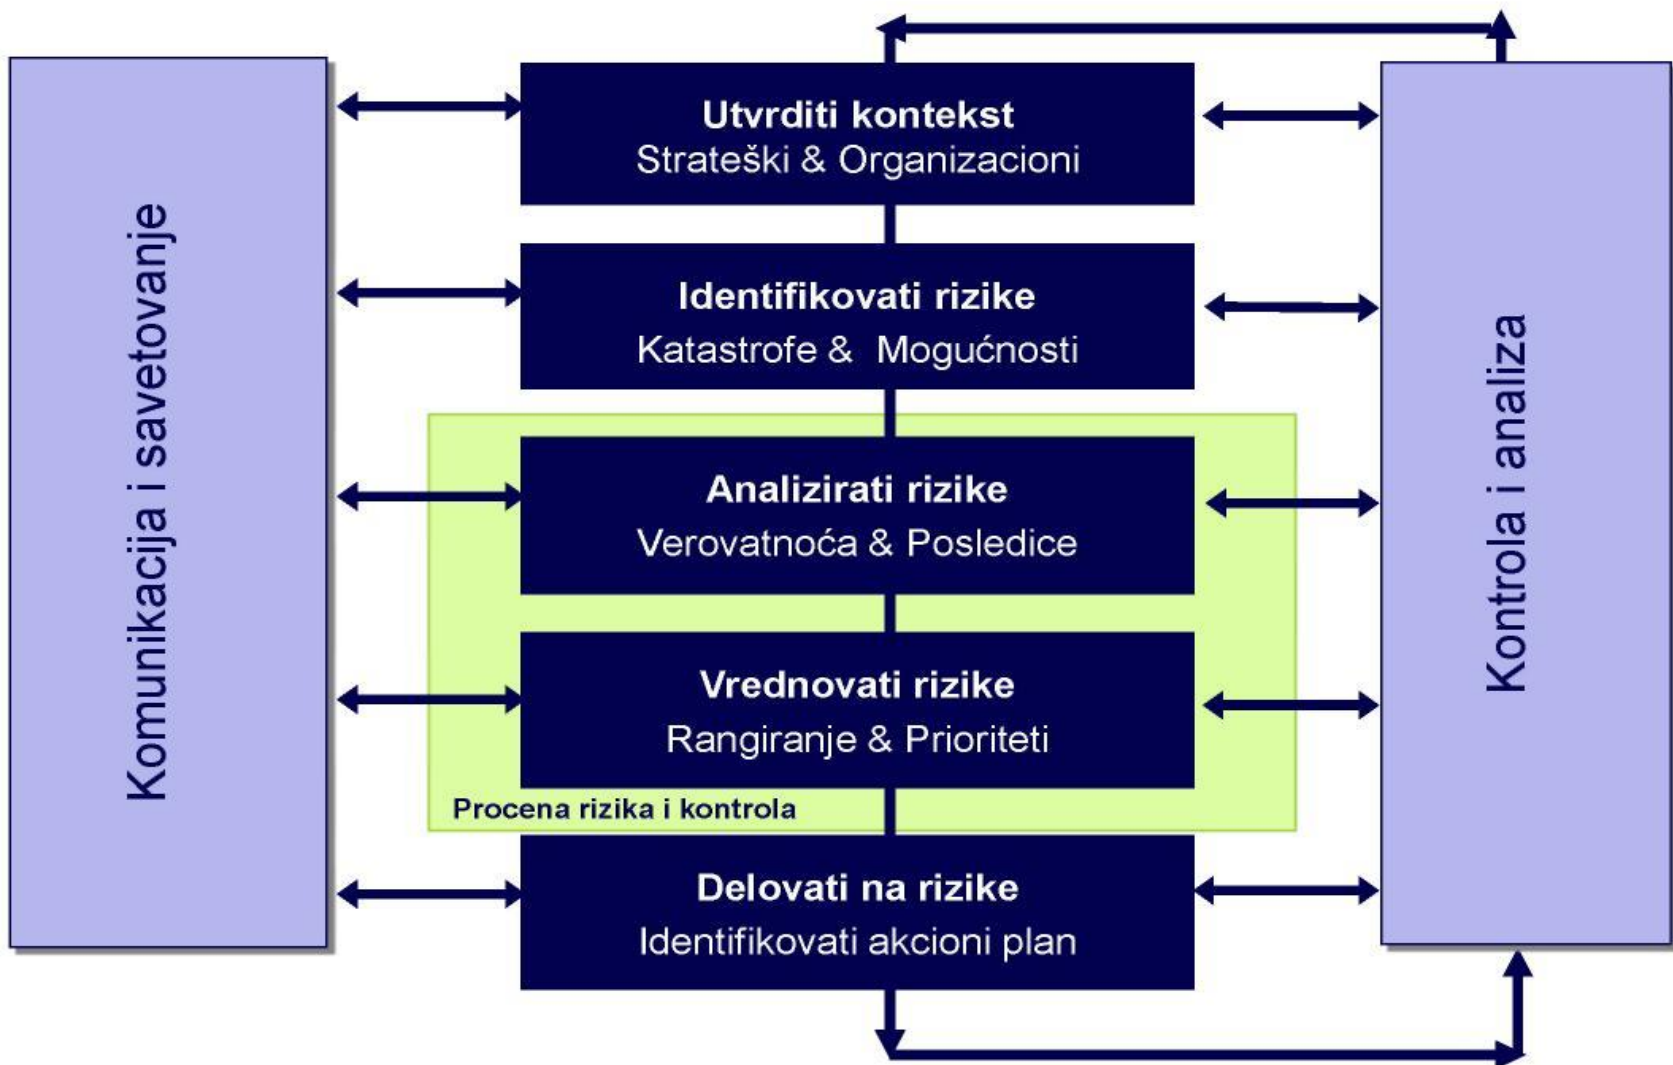 Komunikacija i savetovanje
Utvrditi kontekst
Strateški & Organizacioni
Identifikovati rizike
Katastrofe & Mogućnosti
Analizirati rizike
Verovatnoća & Posledice
Vrednovati rizike
Rangiranje & Prioriteti
Procena rizika i kontrola
Delovati na rizike
Identifikovati akcioni plan
Kontrola i analiza